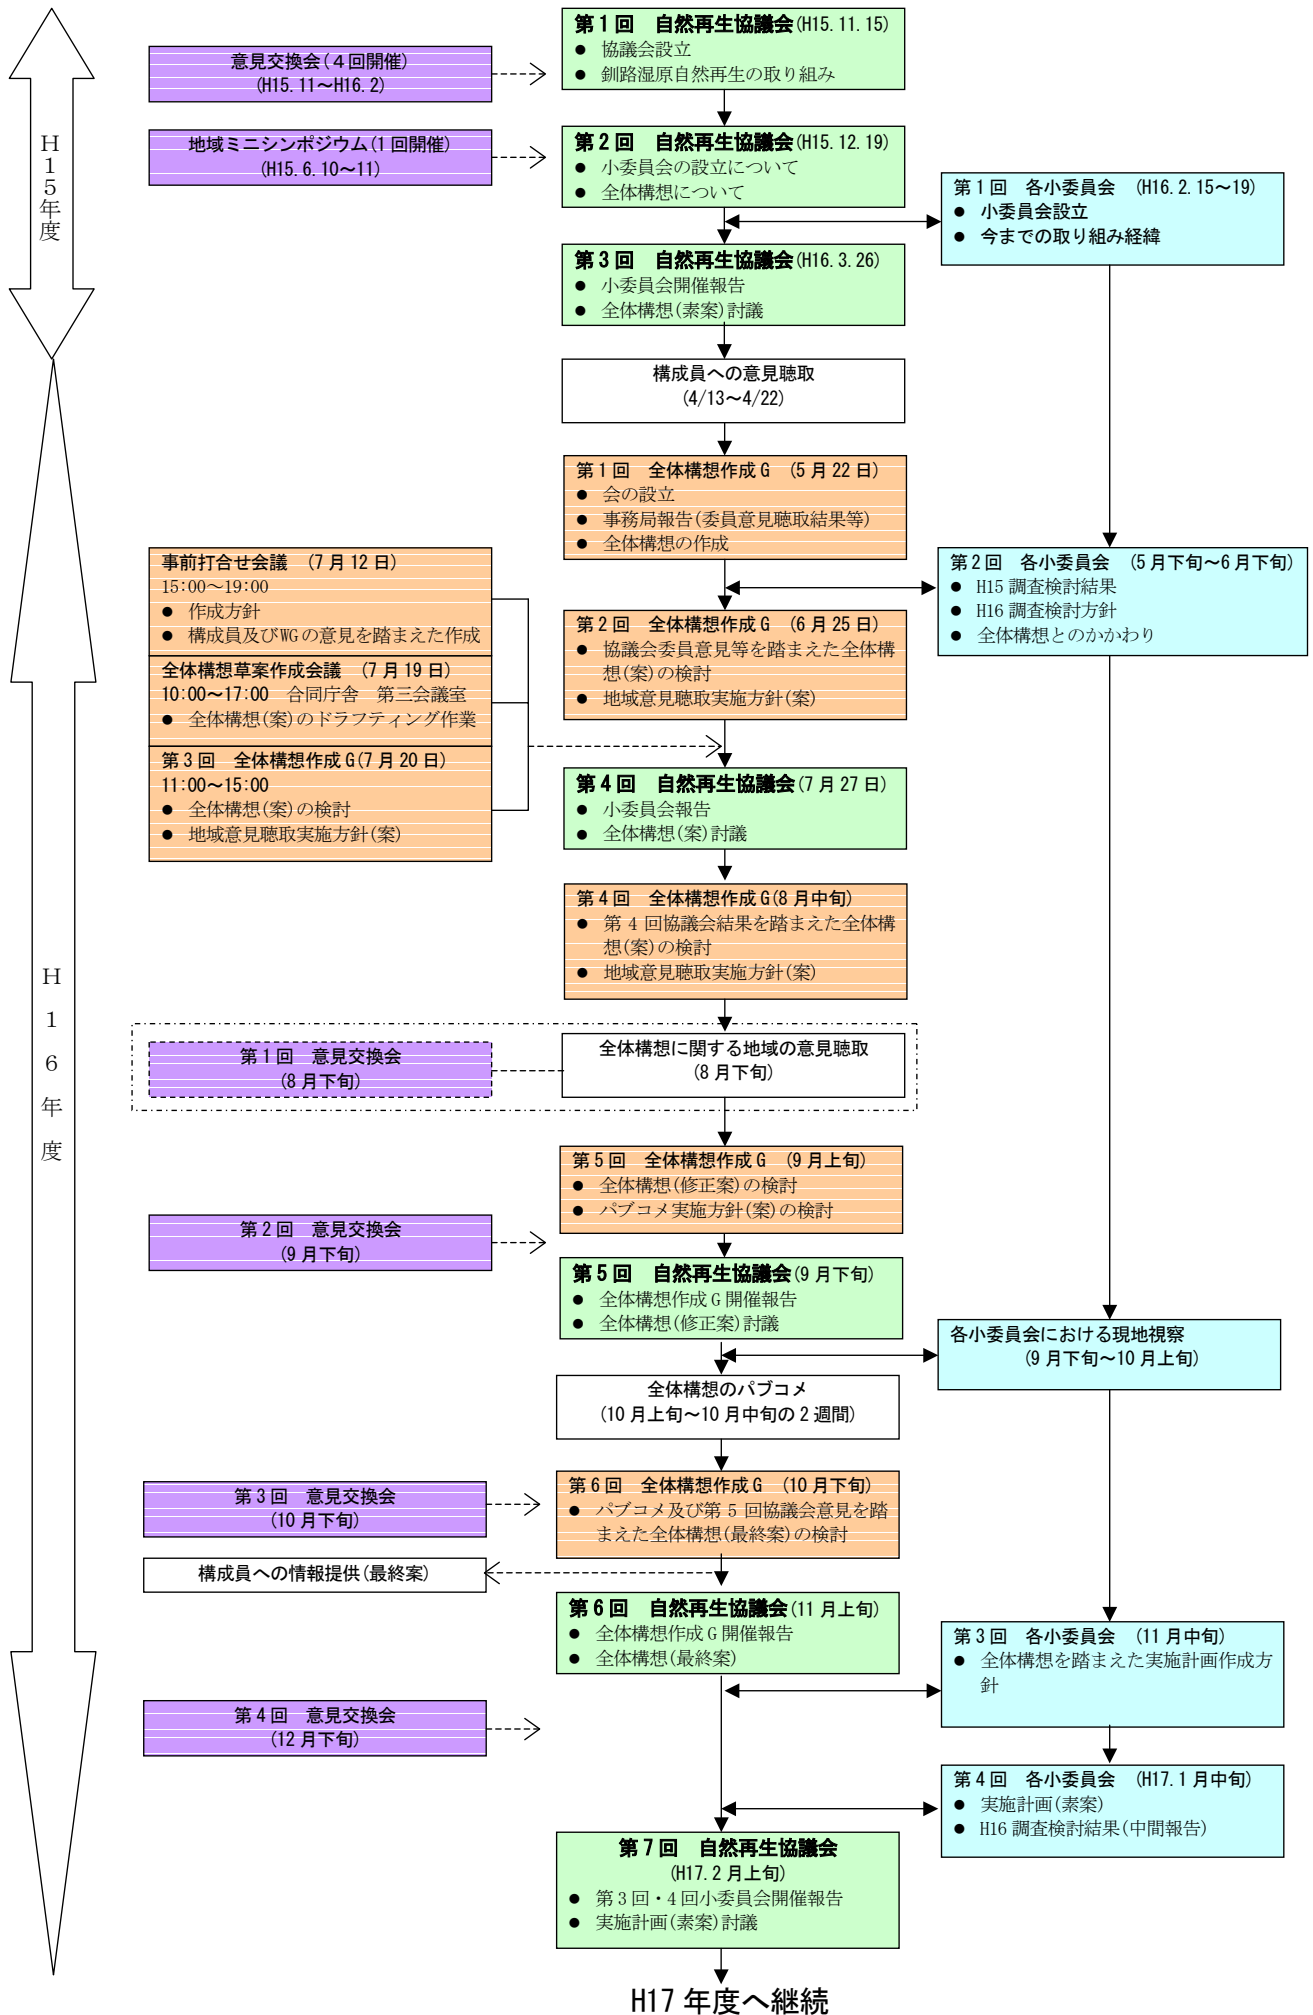 H15年度
意見交換会(４回開催)
(H15.11～H16.2)
地域ミニシンポジウム(1回開催)
(H15.6.10～11)
第１回　自然再生協議会(H15.11.15)
● 協議会設立
● 釧路湿原自然再生の取り組み
第２回　自然再生協議会(H15.12.19)
● 小委員会の設立について
● 全体構想について
第１回　各小委員会　(H16.2.15～19)
● 小委員会設立
● 今までの取り組み経緯
第３回　自然再生協議会(H16.3.26)
● 小委員会開催報告
● 全体構想(素案)討議
H16年度
構成員への意見聴取
(4/13～4/22)
第１回　全体構想作成G　(5月22日)
● 会の設立
● 事務局報告(委員意見聴取結果等)
● 全体構想の作成
第２回　各小委員会　(5月下旬～6月下旬)
● H15調査検討結果
● H16調査検討方針
● 全体構想とのかかわり
事前打合せ会議　(7月12日)
15:00～19:00
● 作成方針
● 構成員及びWGの意見を踏まえた作成
全体構想草案作成会議　(7月19日)
10:00～17:00　合同庁舎　第三会議室
● 全体構想(案)のドラフティング作業
第３回　全体構想作成G(7月20日)
11:00～15:00
● 全体構想(案)の検討
● 地域意見聴取実施方針(案)
第２回　全体構想作成G　(6月25日)
● 協議会委員意見等を踏まえた全体構
想(案)の検討
● 地域意見聴取実施方針(案)
第４回　自然再生協議会(7月27日)
● 小委員会報告
● 全体構想(案)討議
第４回　全体構想作成G(8月中旬)
● 第4回協議会結果を踏まえた全体構
想(案)の検討
● 地域意見聴取実施方針(案)
第１回　意見交換会
(8月下旬)
全体構想に関する地域の意見聴取
(8月下旬)
第５回　全体構想作成G　(9月上旬)
● 全体構想(修正案)の検討
● パブコメ実施方針(案)の検討
第２回　意見交換会
(9月下旬)
第５回　自然再生協議会(9月下旬)
● 全体構想作成G開催報告
● 全体構想(修正案)討議
各小委員会における現地視察
(9月下旬～10月上旬)
全体構想のパブコメ
(10月上旬～10月中旬の2週間)
第３回　意見交換会
(10月下旬)
第６回　全体構想作成G　(10月下旬)
● パブコメ及び第5回協議会意見を踏
まえた全体構想(最終案)の検討
構成員への情報提供(最終案)
第６回　自然再生協議会(11月上旬)
● 全体構想作成G開催報告
● 全体構想(最終案)
第３回　各小委員会　(11月中旬)
● 全体構想を踏まえた実施計画作成方
針
第４回　意見交換会
(12月下旬)
第４回　各小委員会　(H17.1月中旬)
● 実施計画(素案)
● H16調査検討結果(中間報告)
第７回　自然再生協議会
(H17.2月上旬)
● 第3回・4回小委員会開催報告
● 実施計画(素案)討議
H17年度へ継続